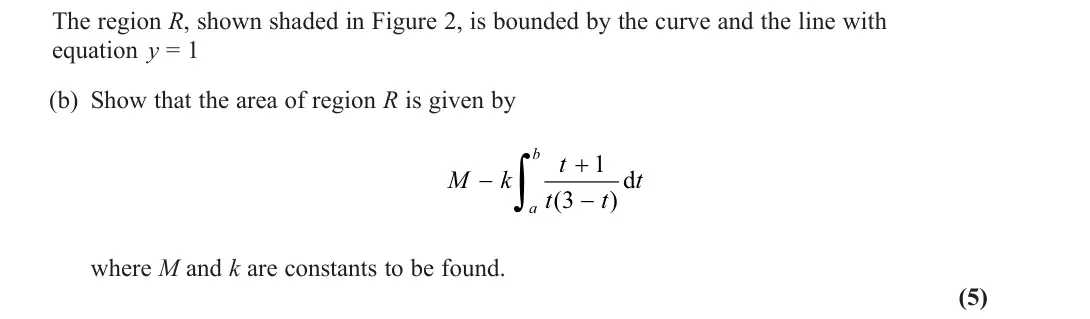 The region R, shown shaded in Figure 2, is bounded by the curve and the line with
equation y = 1
(b) Show that the area of region R is given by
M − k∫_a^b (t + 1)/(t(3 − t)) dt
where M and k are constants to be found.
(5)